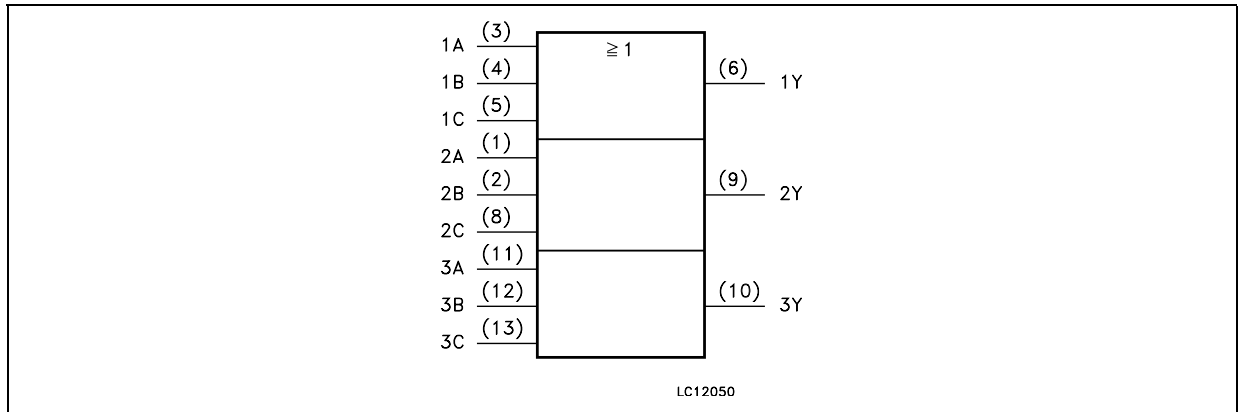 1A (3) ≧ 1
1B (4) (6) 1Y
1C (5)
2A (1)
2B (2) (9) 2Y
2C (8)
3A (11)
3B (12) (10) 3Y
3C (13)
LC12050